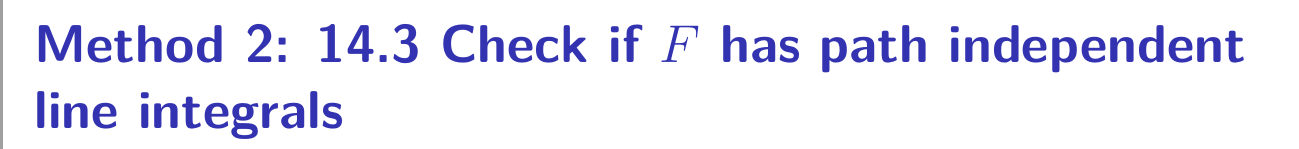 Method 2: 14.3 Check if F has path independent
line integrals